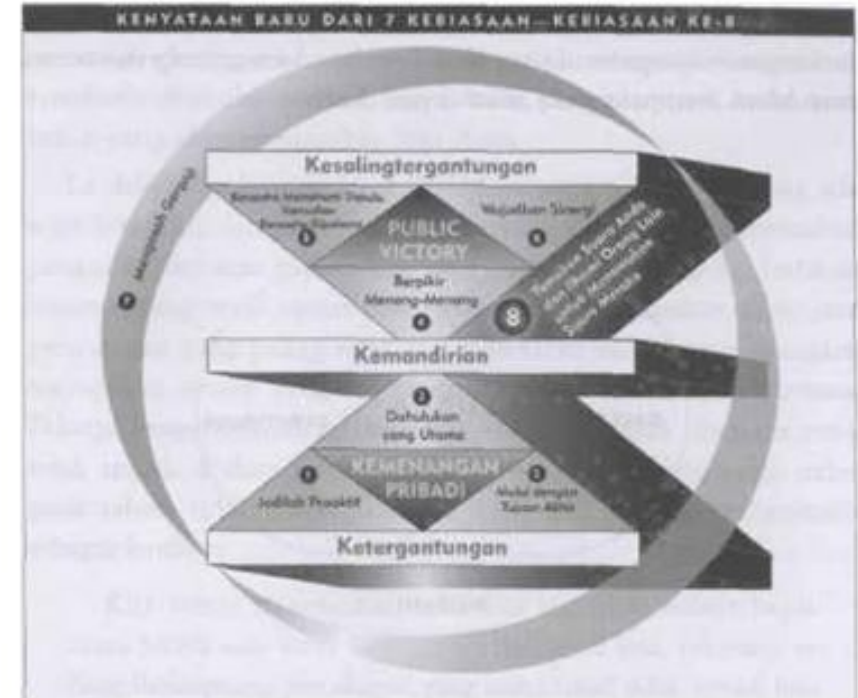 KENYATAAN BARU DARI 7 KEBIASAAN—KEBIASAAN KE-8
Kesalingtergantungan
Berusaha Memahami Dahulu,
Kemudian
5
PUBLIC
VICTORY
Wujudkan Sinergi
6
7 Mengasah Gergaji
Berpikir
Menang-Menang
4
8
Temukan Suara Anda
dan Ilhami Orang Lain
untuk Menemukan
Suara Mereka
Kemandirian
3
Dahulukan
yang Utama
KEMENANGAN
PRIBADI
1
Jadilah Proaktif
2
Mulai dengan
Tujuan Akhir
Ketergantungan